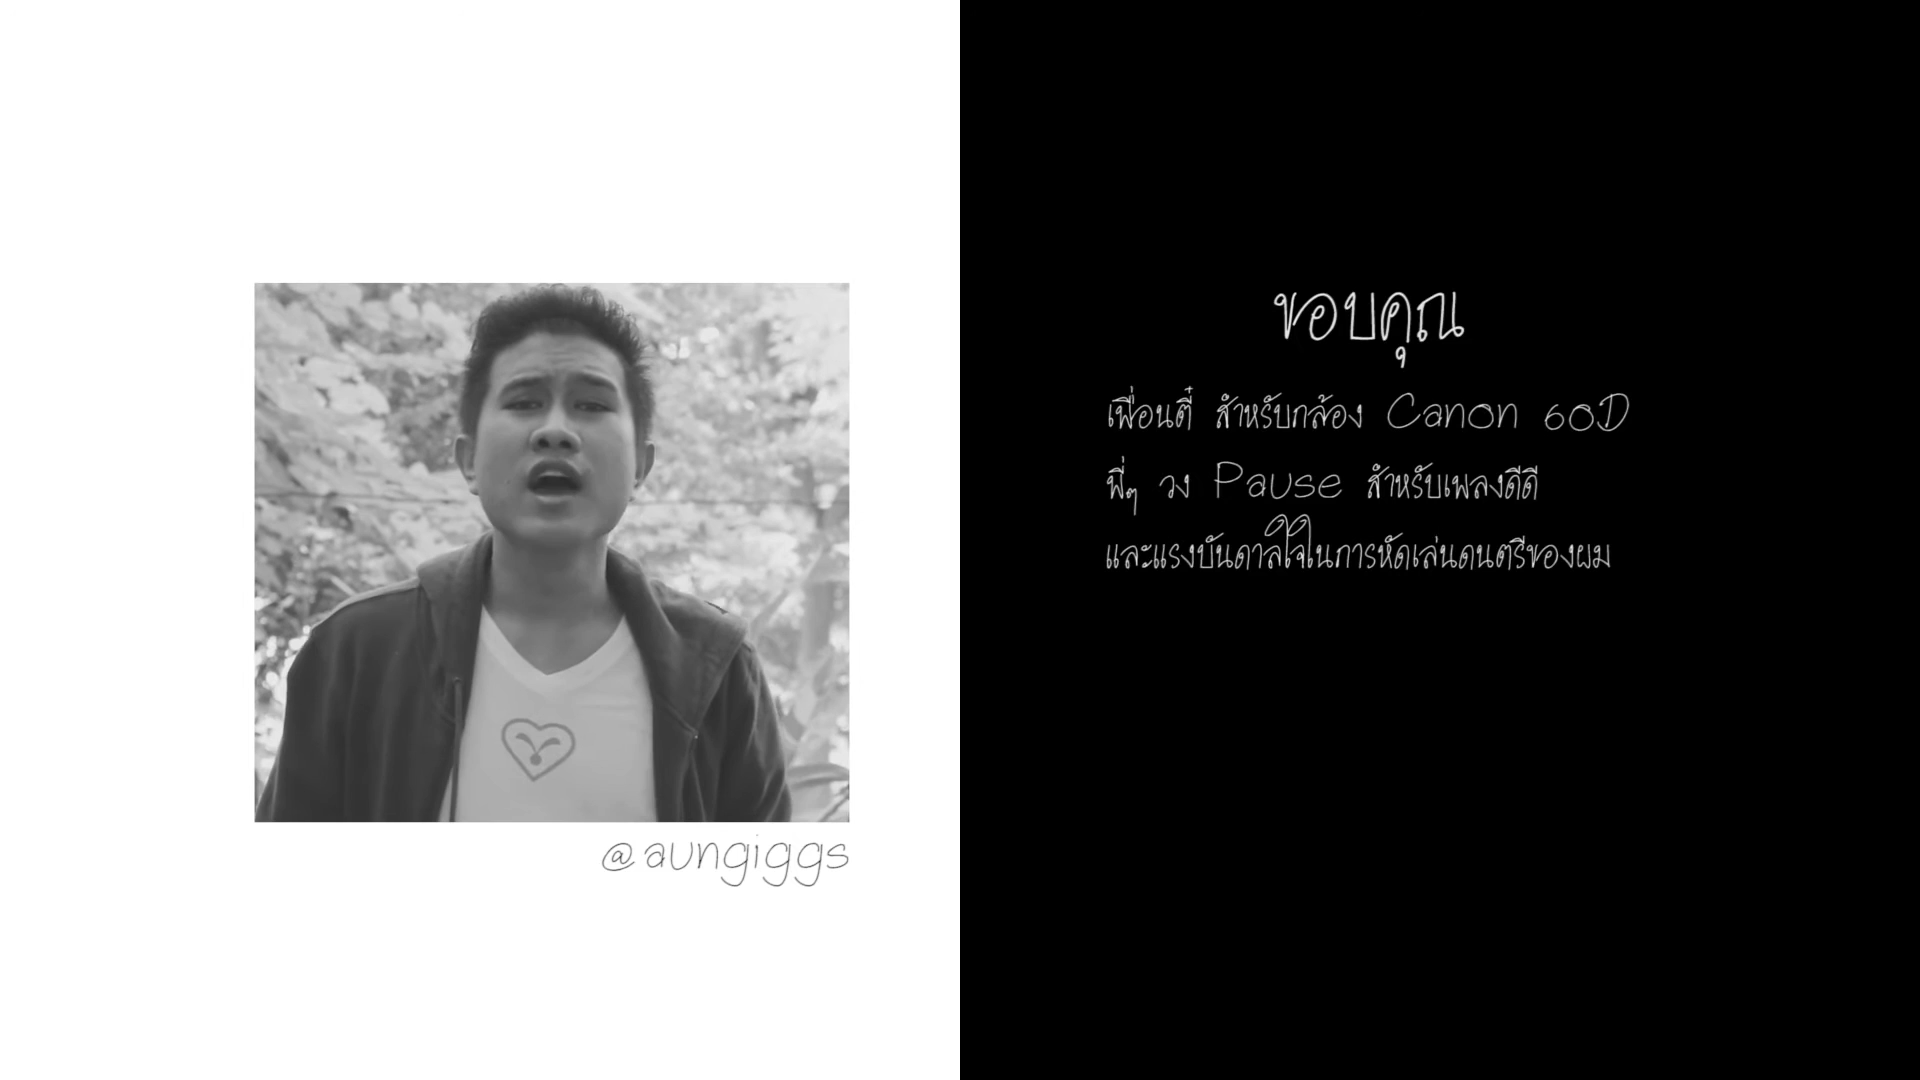 @aungiggs
ขอบคุณ
เพื่อนตี๋ สำหรับกล้อง Canon 60D
พี่ๆ วง Pause สำหรับเพลงดีดี
และแรงบันดาลใจในการหัดเล่นดนตรีของผม